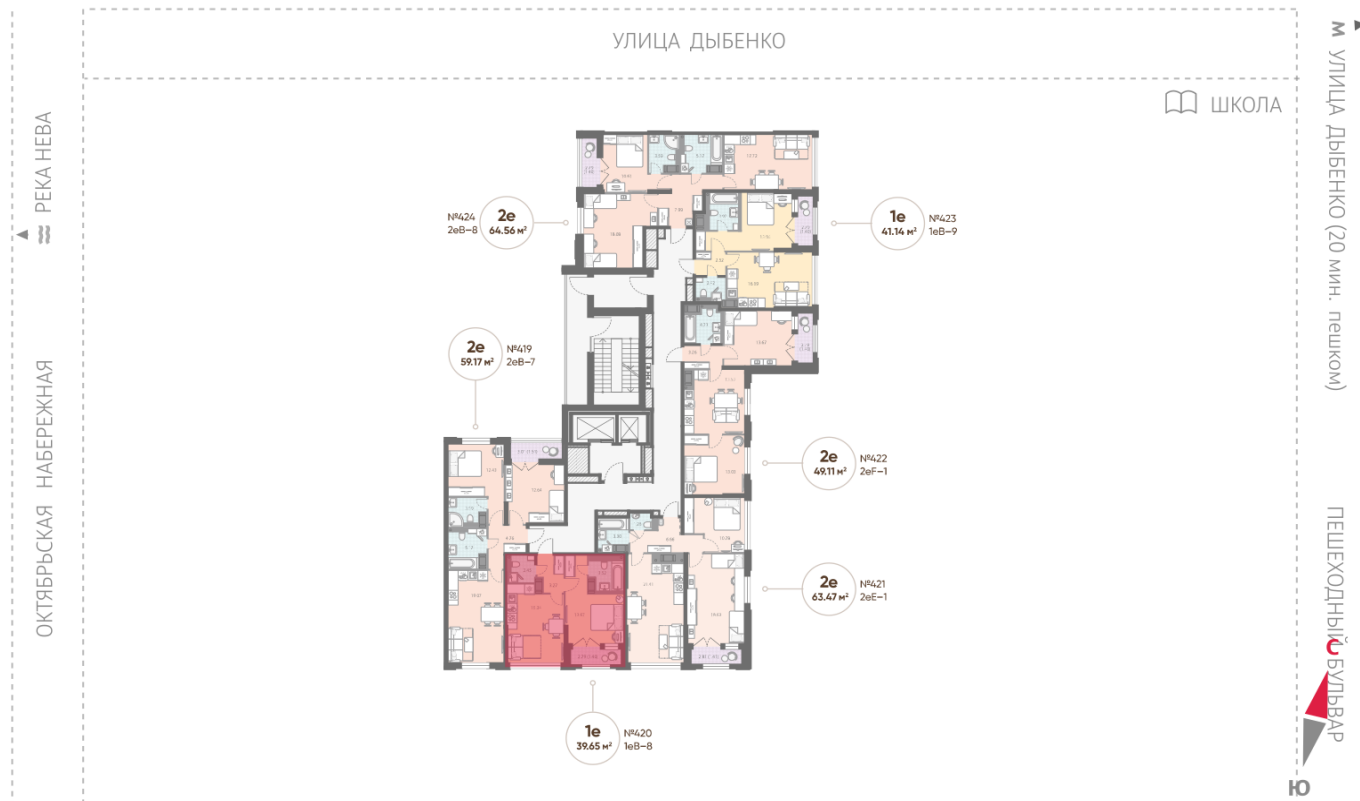 УЛИЦА ДЫБЕНКО
М УЛИЦА ДЫБЕНКО (20 мин. пешком)
ШКОЛА
РЕКА НЕВА
ОКТЯБРЬСКАЯ НАБЕРЕЖНАЯ
№424
2еВ-8
2е
64.56 м²
1е
41.14 м²
№423
1еВ-9
2е
59.17 м²
№419
2еВ-7
2е
49.11 м²
№422
2eF-1
2е
63.47 м²
№421
2eE-1
1е
39.65 м²
№420
1еВ-8
ПЕШЕХОДНЫЙ БУЛЬВАР
С
Ю